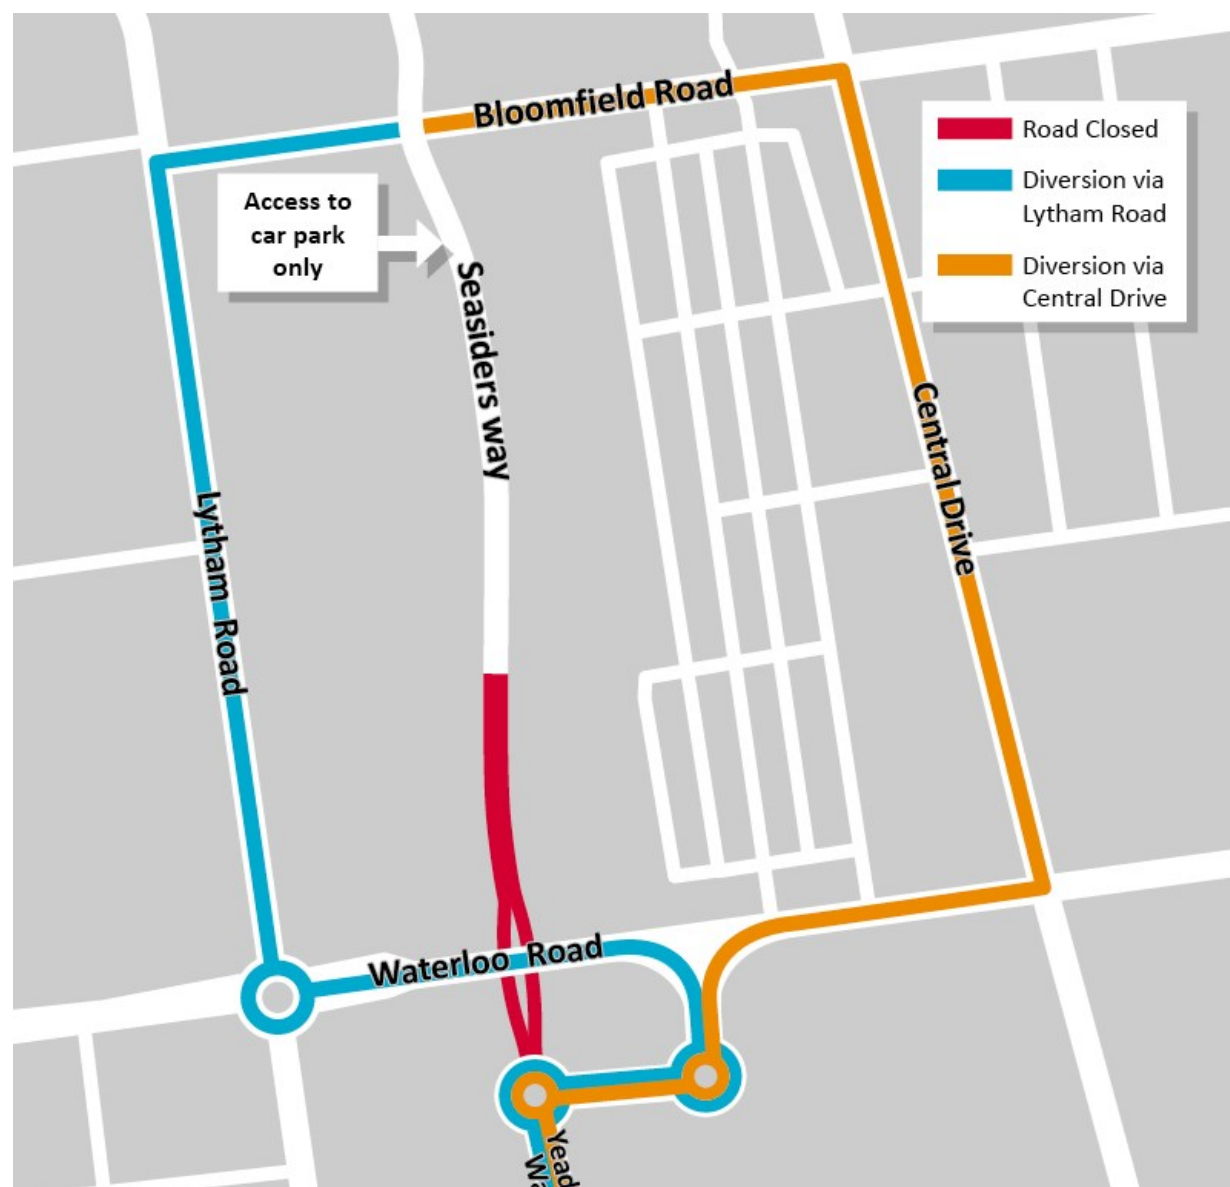 Bloomfield Road
Road Closed
Diversion via
Lytham Road
Diversion via
Central Drive
Access to
car park
only
Seasiders way
Central Drive
Lytham Road
Waterloo Road